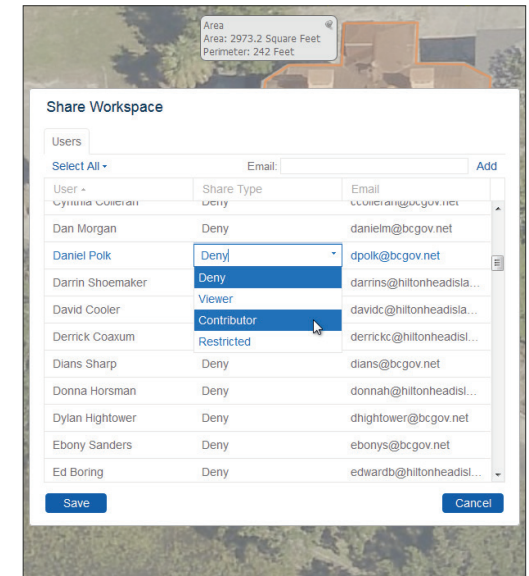 Area
Area: 2973.2 Square Feet
Perimeter: 242 Feet
Share Workspace
Users
Select All Email: Add
User Share Type Email
Cynthia Colleran Deny ccolleran@bcgov.net
Dan Morgan Deny danielm@bcgov.net
Daniel Polk Deny dpolk@bcgov.net
Darrin Shoemaker Deny darrins@hiltonheadisla...
David Cooler Viewer davidc@hiltonheadisla...
Contributor
Derrick Coaxum Restricted derrickc@hiltonheadisl...
Dians Sharp Deny dians@bcgov.net
Donna Horsman Deny donnah@hiltonheadisl...
Dylan Hightower Deny dhightower@bcgov.net
Ebony Sanders Deny ebonys@bcgov.net
Ed Boring Deny edwardb@hiltonheadisl...
Save Cancel